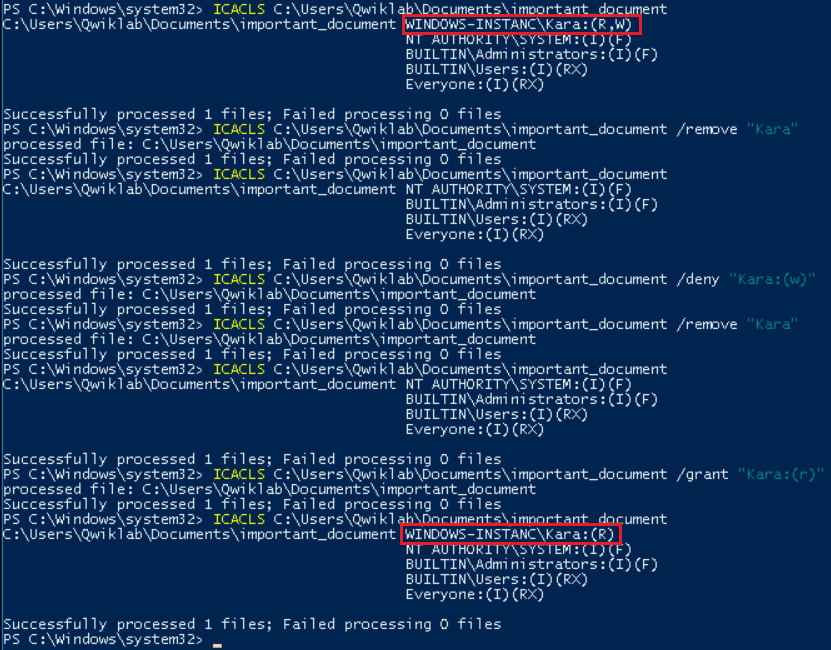 PS C:\Windows\system32> ICACLS C:\Users\Qwiklab\Documents\important_document
C:\Users\Qwiklab\Documents\important_document WINDOWS-INSTANC\Kara:(R,W)
NT AUTHORITY\SYSTEM:(I)(F)
BUILTIN\Administrators:(I)(F)
BUILTIN\Users:(I)(RX)
Everyone:(I)(RX)
Successfully processed 1 files; Failed processing 0 files
PS C:\Windows\system32> ICACLS C:\Users\Qwiklab\Documents\important_document /remove "Kara"
processed file: C:\Users\Qwiklab\Documents\important_document
Successfully processed 1 files; Failed processing 0 files
PS C:\Windows\system32> ICACLS C:\Users\Qwiklab\Documents\important_document
C:\Users\Qwiklab\Documents\important_document NT AUTHORITY\SYSTEM:(I)(F)
BUILTIN\Administrators:(I)(F)
BUILTIN\Users:(I)(RX)
Everyone:(I)(RX)
Successfully processed 1 files; Failed processing 0 files
PS C:\Windows\system32> ICACLS C:\Users\Qwiklab\Documents\important_document /deny "Kara:(w)"
processed file: C:\Users\Qwiklab\Documents\important_document
Successfully processed 1 files; Failed processing 0 files
PS C:\Windows\system32> ICACLS C:\Users\Qwiklab\Documents\important_document /remove "Kara"
processed file: C:\Users\Qwiklab\Documents\important_document
Successfully processed 1 files; Failed processing 0 files
PS C:\Windows\system32> ICACLS C:\Users\Qwiklab\Documents\important_document
C:\Users\Qwiklab\Documents\important_document NT AUTHORITY\SYSTEM:(I)(F)
BUILTIN\Administrators:(I)(F)
BUILTIN\Users:(I)(RX)
Everyone:(I)(RX)
Successfully processed 1 files; Failed processing 0 files
PS C:\Windows\system32> ICACLS C:\Users\Qwiklab\Documents\important_document /grant "Kara:(r)"
processed file: C:\Users\Qwiklab\Documents\important_document
Successfully processed 1 files; Failed processing 0 files
PS C:\Windows\system32> ICACLS C:\Users\Qwiklab\Documents\important_document
C:\Users\Qwiklab\Documents\important_document WINDOWS-INSTANC\Kara:(R)
NT AUTHORITY\SYSTEM:(I)(F)
BUILTIN\Administrators:(I)(F)
BUILTIN\Users:(I)(RX)
Everyone:(I)(RX)
Successfully processed 1 files; Failed processing 0 files
PS C:\Windows\system32> _